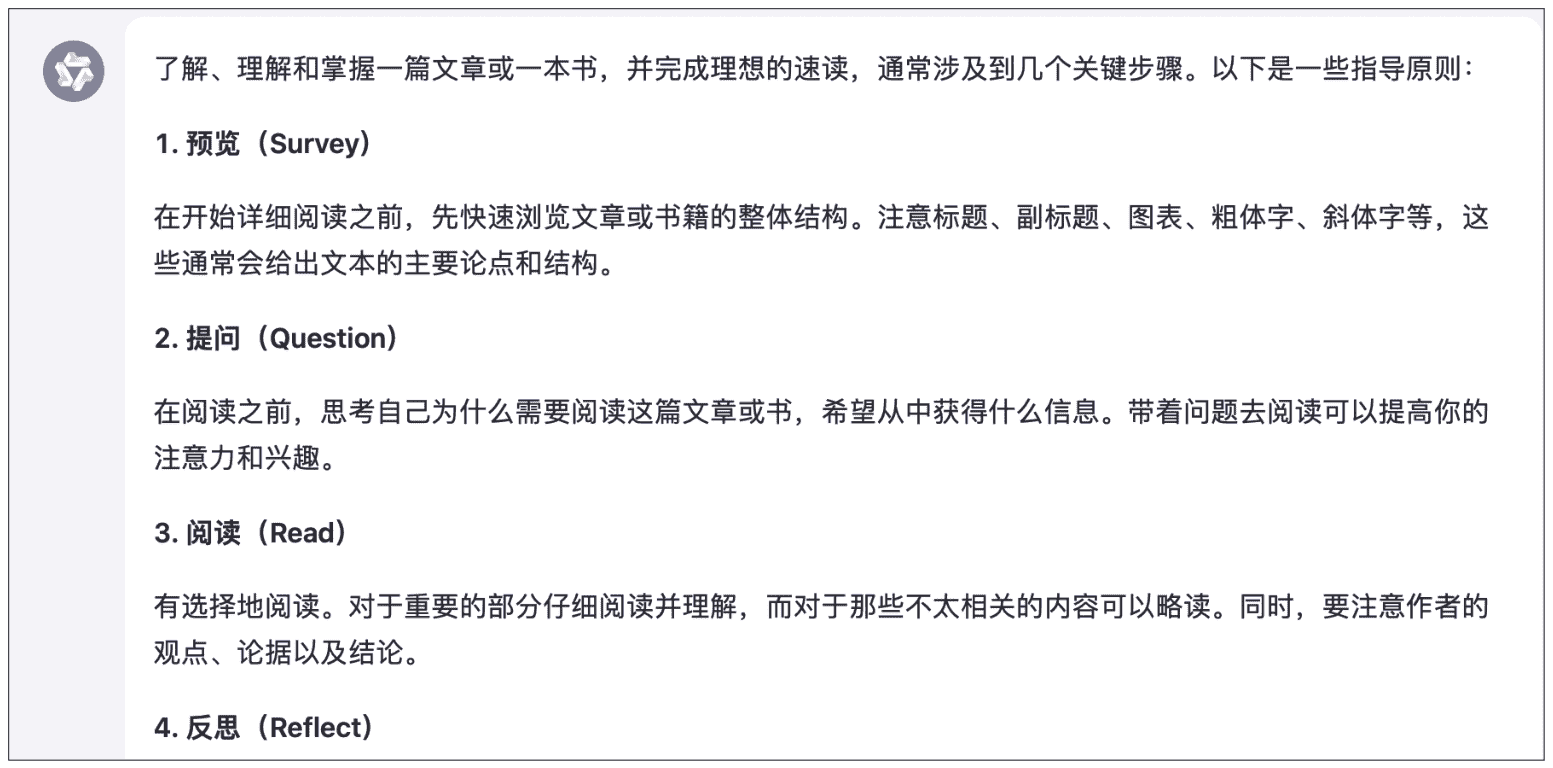 了解、理解和掌握一篇文章或一本书，并完成理想的速读，通常涉及到几个关键步骤。以下是一些指导原则：
1. 预览（Survey）
在开始详细阅读之前，先快速浏览文章或书籍的整体结构。注意标题、副标题、图表、粗体字、斜体字等，这
些通常会给出文本的主要论点和结构。
2. 提问（Question）
在阅读之前，思考自己为什么需要阅读这篇文章或书，希望从中获得什么信息。带着问题去阅读可以提高你的
注意力和兴趣。
3. 阅读（Read）
有选择地阅读。对于重要的部分仔细阅读并理解，而对于那些不太相关的内容可以略读。同时，要注意作者的
观点、论据以及结论。
4. 反思（Reflect）